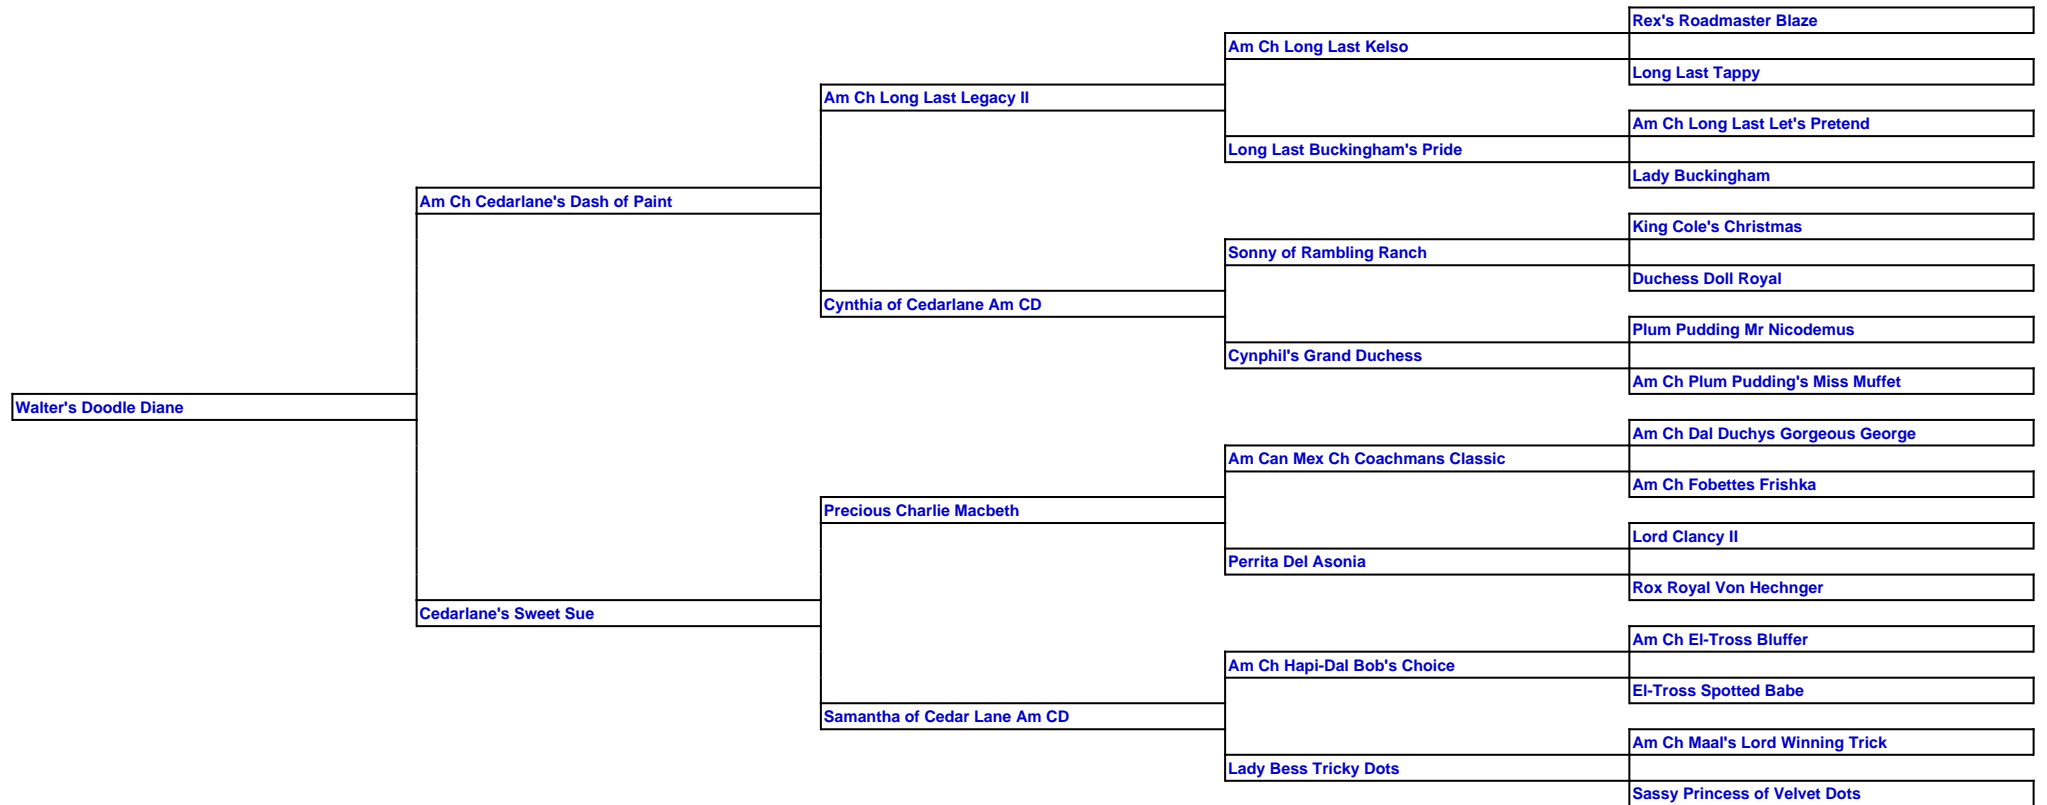 Rex's Roadmaster Blaze
Am Ch Long Last Kelso
Long Last Tappy
Am Ch Long Last Legacy II
Am Ch Long Last Let's Pretend
Long Last Buckingham's Pride
Lady Buckingham
Am Ch Cedarlane's Dash of Paint
King Cole's Christmas
Sonny of Rambling Ranch
Duchess Doll Royal
Cynthia of Cedarlane Am CD
Plum Pudding Mr Nicodemus
Cynphil's Grand Duchess
Am Ch Plum Pudding's Miss Muffet
Walter's Doodle Diane
Am Ch Dal Duchys Gorgeous George
Am Can Mex Ch Coachmans Classic
Am Ch Fobettes Frishka
Precious Charlie Macbeth
Lord Clancy II
Perrita Del Asonia
Rox Royal Von Hechnger
Cedarlane's Sweet Sue
Am Ch El-Tross Bluffer
Am Ch Hapi-Dal Bob's Choice
El-Tross Spotted Babe
Samantha of Cedar Lane Am CD
Am Ch Maal's Lord Winning Trick
Lady Bess Tricky Dots
Sassy Princess of Velvet Dots